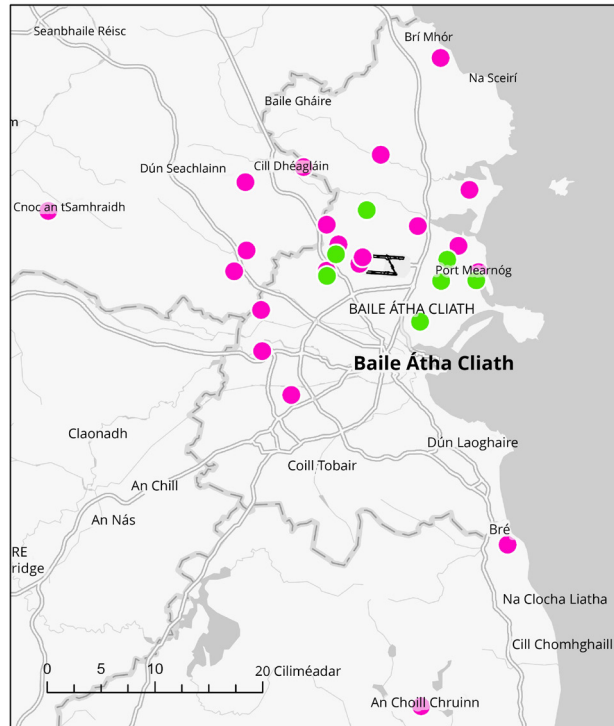 Seanbhaile Réisc
Brí Mhór
Na Sceirí
Baile Gháire
m
Dún Seachlainn
Cill Dhéagláin
Cnoc an tSamhraidh
Port Mearnóg
BAILE ÁTHA CLIATH
Baile Átha Cliath
Claonadh
Dún Laoghaire
Coill Tobair
An Chill
An Nás
Bré
RE
ridge
Na Clocha Liatha
Cill Chomhghaill
0 5 10 20 Ciliméadar
An Choill Chruinn